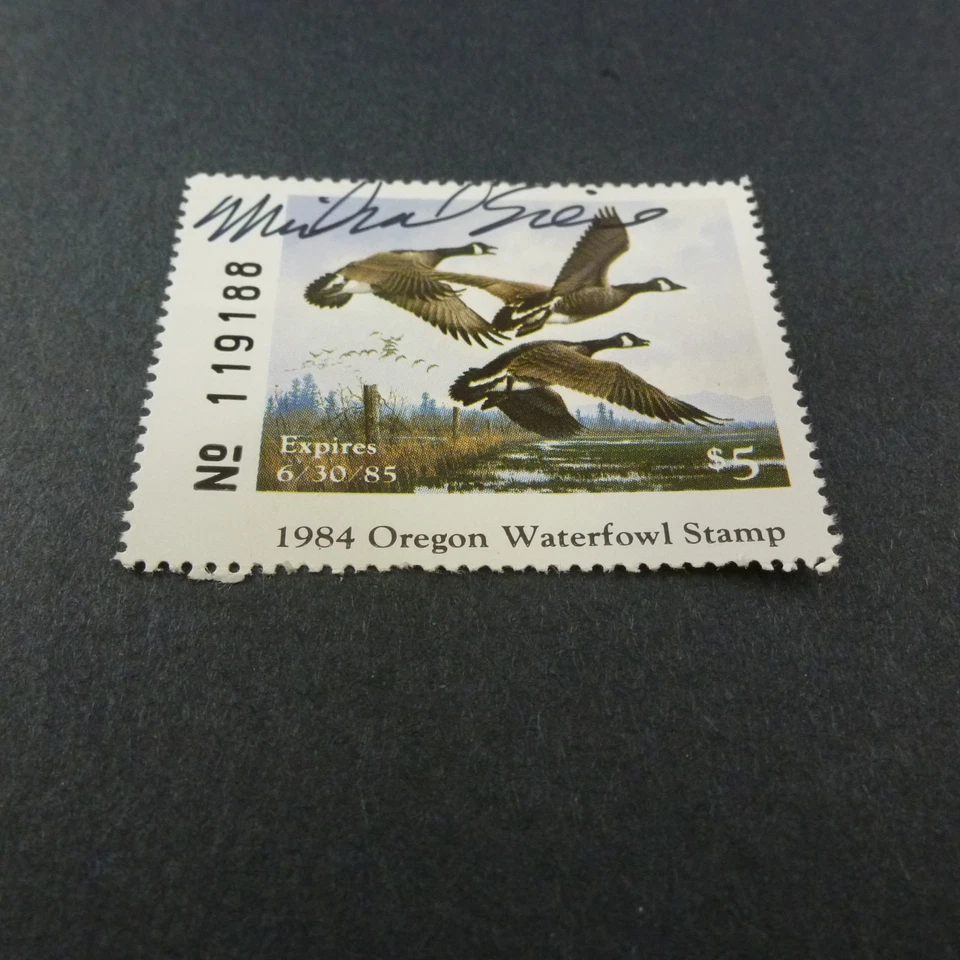 Nº 119188
Expires
6/30/85
$5
1984 Oregon Waterfowl Stamp